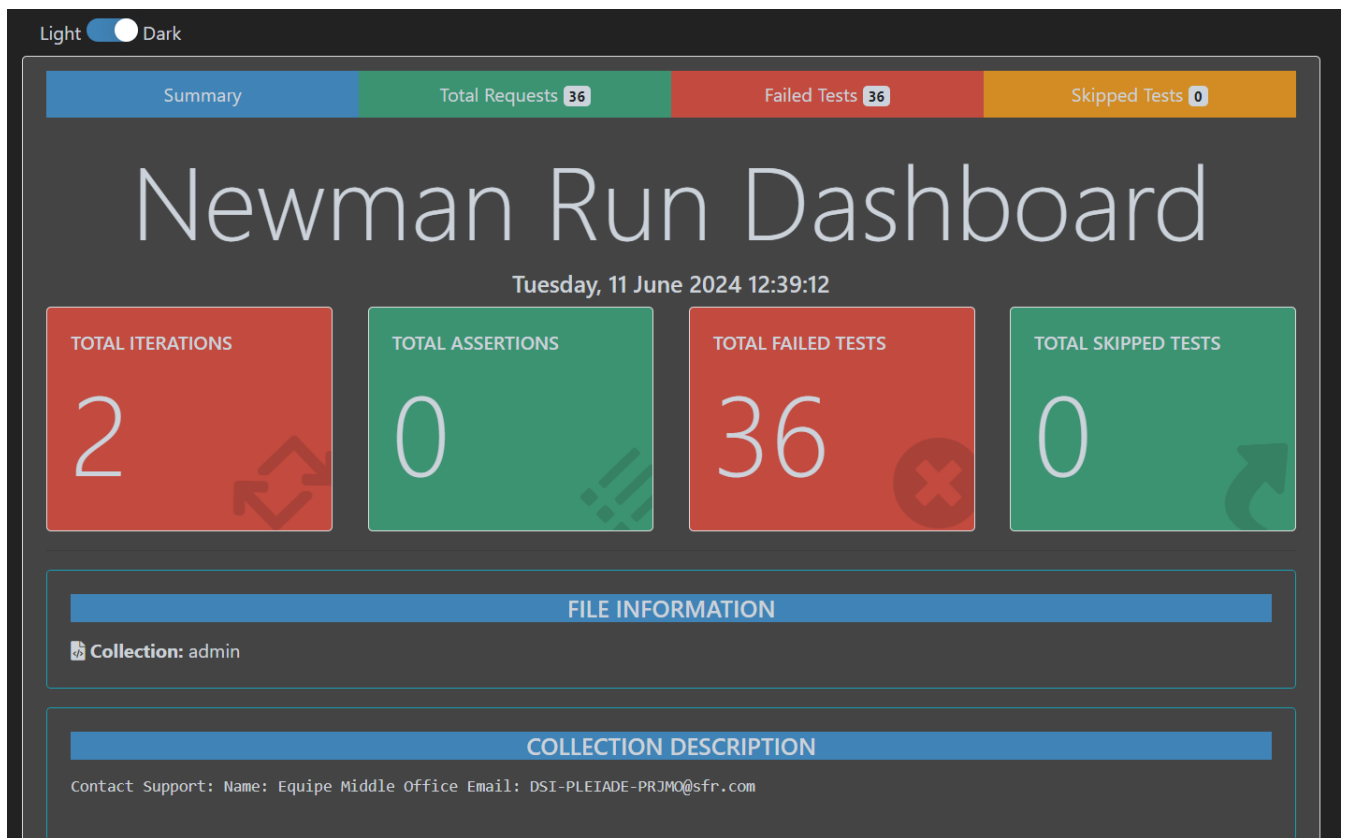 Light Dark
Summary Total Requests 36 Failed Tests 36 Skipped Tests 0
Newman Run Dashboard
Tuesday, 11 June 2024 12:39:12
TOTAL ITERATIONS TOTAL ASSERTIONS TOTAL FAILED TESTS TOTAL SKIPPED TESTS
2 0 36 0
FILE INFORMATION
Collection: admin
COLLECTION DESCRIPTION
Contact Support: Name: Equipe Middle Office Email: DSI-PLEIADE-PRJMO@sfr.com